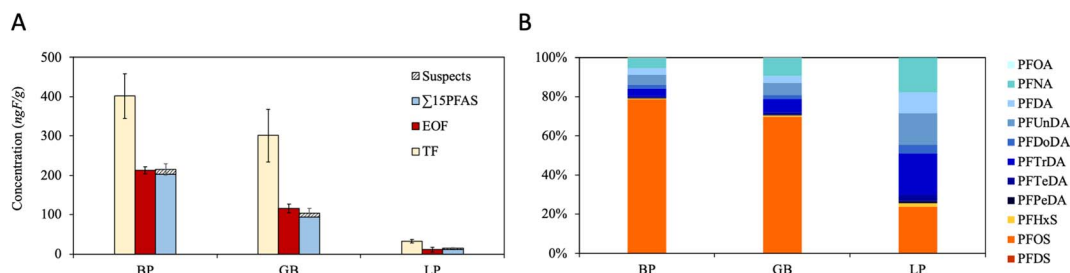 A
Concentration (ngF/g)
500
400
300
200
100
0
BP
GB
LP
Suspects
∑15PFAS
EOF
TF
B
100%
80%
60%
40%
20%
0%
BP
GB
LP
PFOA
PFNA
PFDA
PFUnDA
PFDoDA
PFTrDA
PFTeDA
PFPeDA
PFHxS
PFOS
PFDS